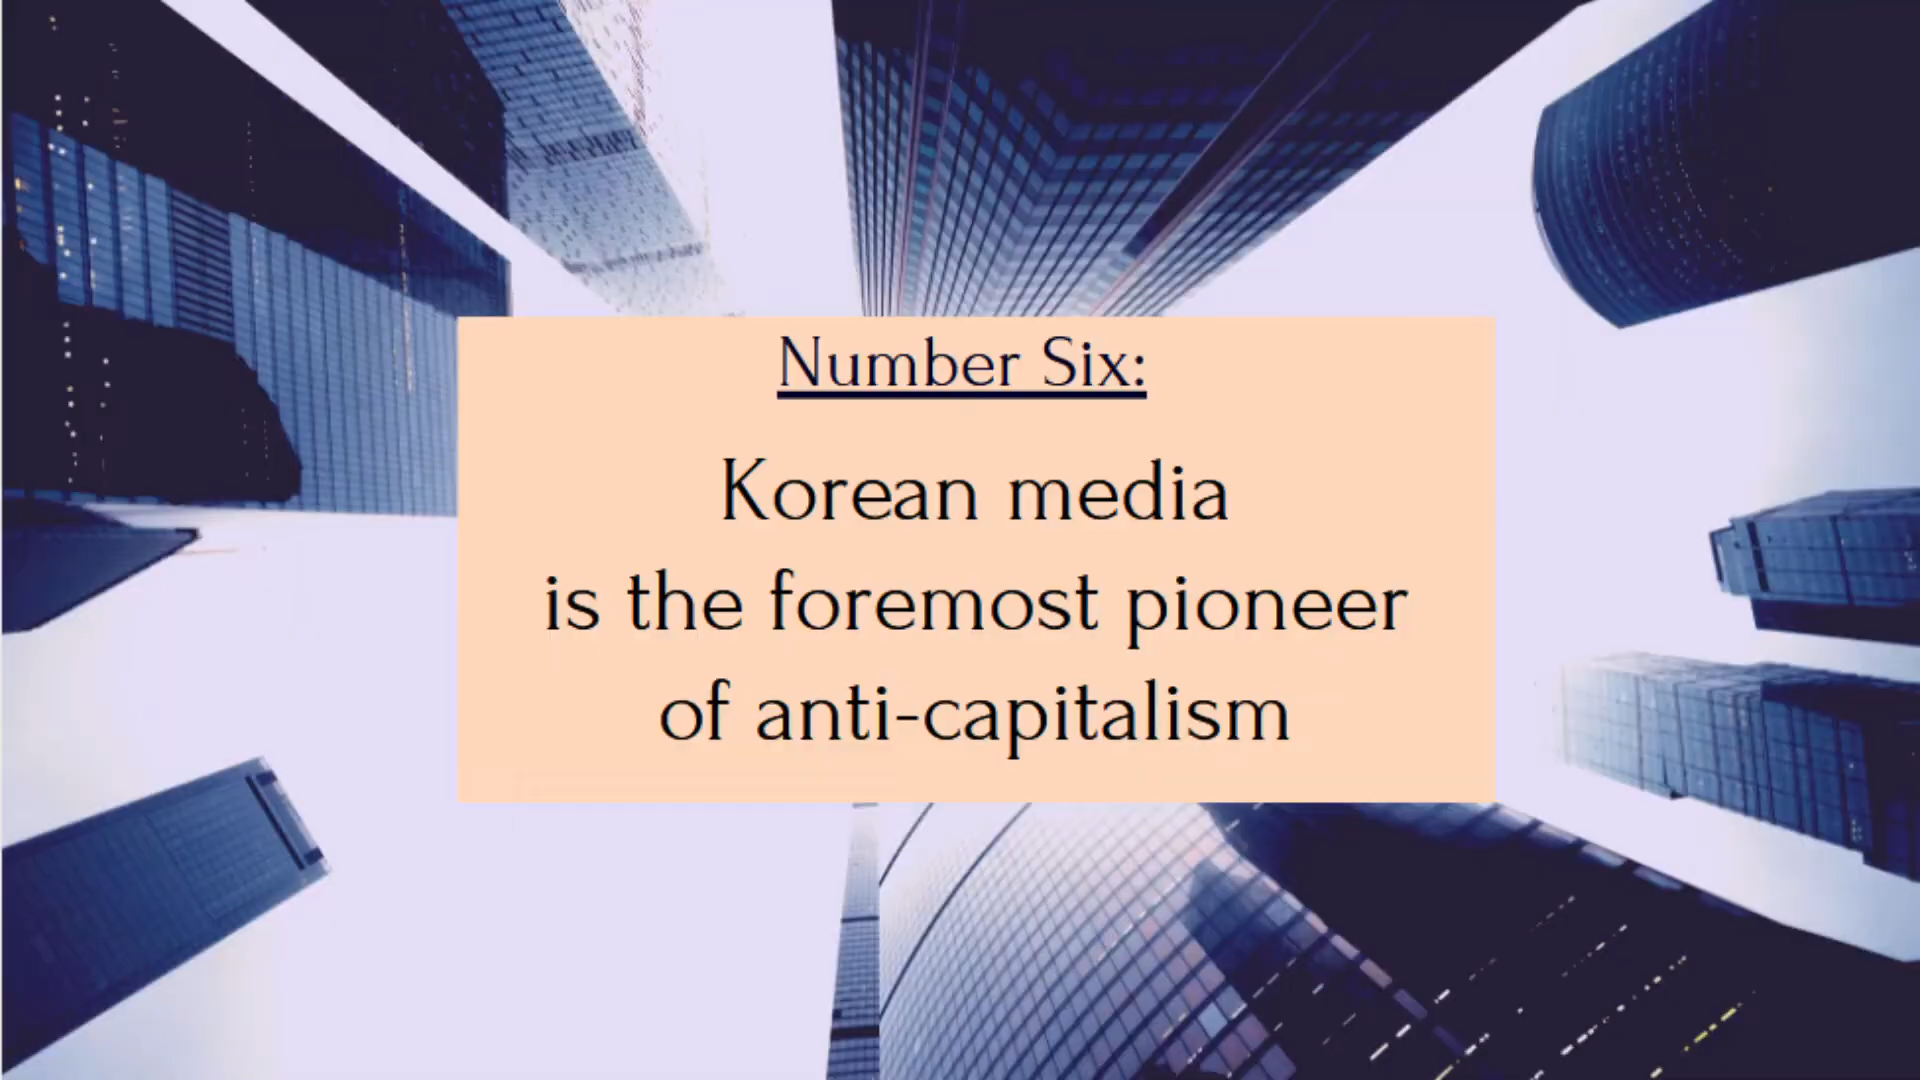 Number Six:
Korean media
is the foremost pioneer
of anti-capitalism